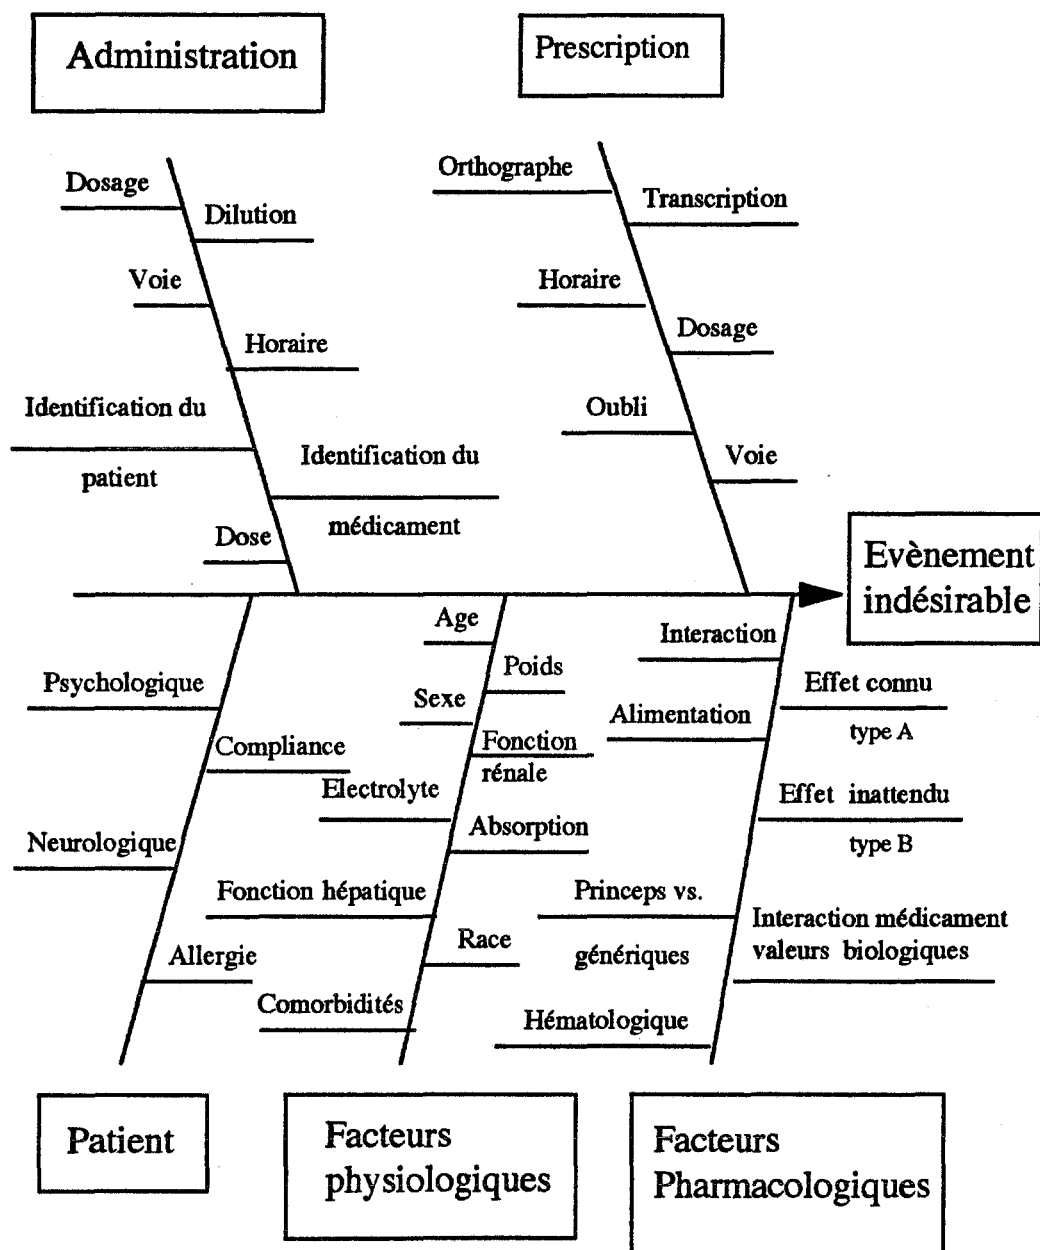 Administration
Prescription
Dosage
Dilution
Voie
Horaire
Identification du
patient
Identification du
médicament
Dose
Orthographe
Transcription
Horaire
Dosage
Oubli
Voie
Evènement
indésirable
Psychologique
Compliance
Neurologique
Allergie
Age
Poids
Sexe
Fonction
rénale
Electrolyte
Absorption
Fonction hépatique
Race
Comorbidités
Interaction
Effet connu
type A
Alimentation
Effet inattendu
type B
Princeps vs.
génériques
Interaction médicament
valeurs biologiques
Hématologique
Patient
Facteurs
physiologiques
Facteurs
Pharmacologiques